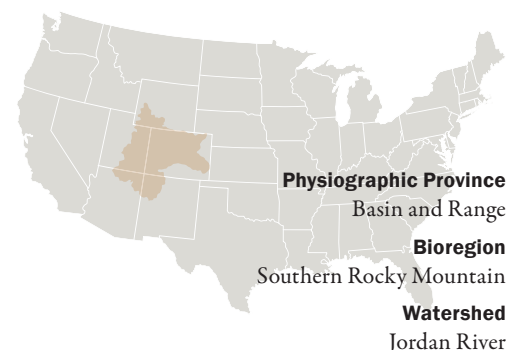 Physiographic Province
Basin and Range
Bioregion
Southern Rocky Mountain
Watershed
Jordan River